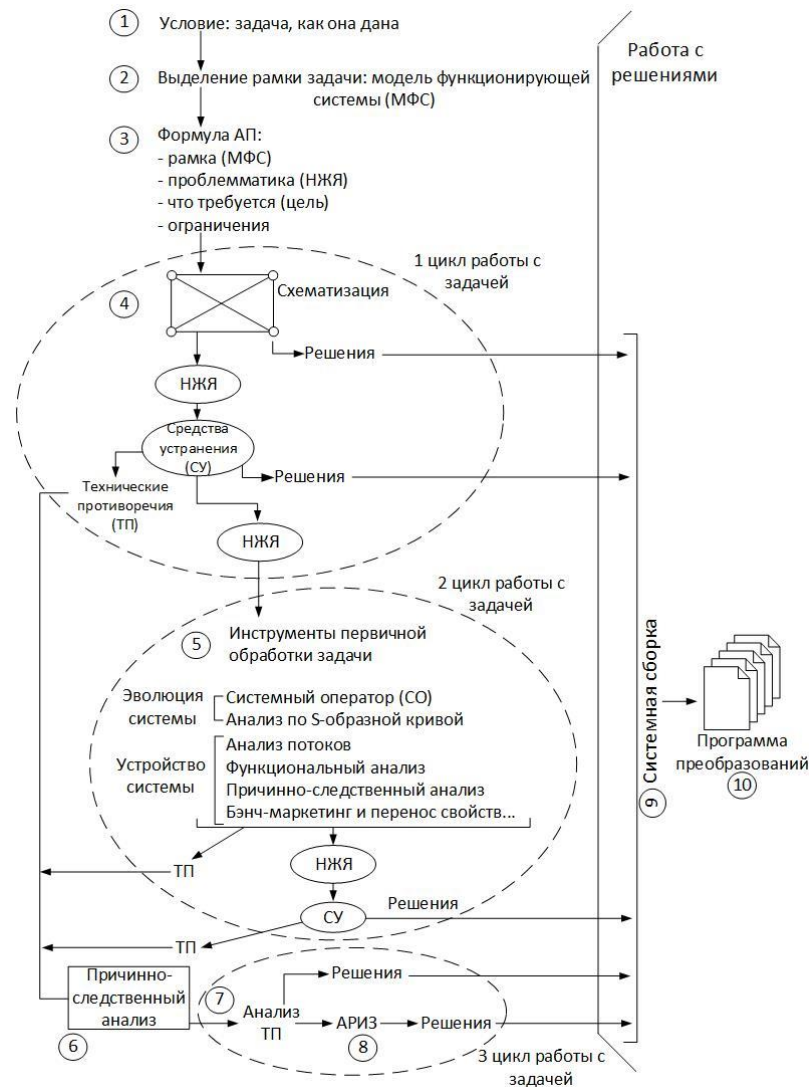 1
Условие: задача, как она дана
Работа с
решениями
2
Выделение рамки задачи: модель функционирующей
системы (МФС)
3
Формула АП:
- рамка (МФС)
- проблемматика (НЖЯ)
- что требуется (цель)
- ограничения
1 цикл работы с
задачей
4
Схематизация
Решения
НЖЯ
Средства
устранения
(СУ)
Решения
Технические
противоречия
(ТП)
НЖЯ
2 цикл работы с
задачей
5
Инструменты первичной
обработки задачи
Эволюция
системы
Системный оператор (СО)
Анализ по S-образной кривой
Устройство
системы
Анализ потоков
Функциональный анализ
Причинно-следственный анализ
Бэнч-маркетинг и перенос свойств...
ТП
НЖЯ
СУ
Решения
ТП
9
Системная сборка
Программа
преобразований
10
Причинно-
следственный
анализ
6
7
Анализ
ТП
Решения
АРИЗ
8
Решения
3 цикл работы с
задачей